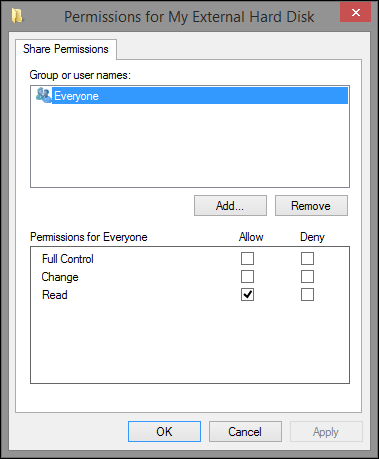 Permissions for My External Hard Disk
Share Permissions
Group or user names:
Everyone
Add... Remove
Permissions for Everyone Allow Deny
Full Control
Change
Read
OK Cancel Apply